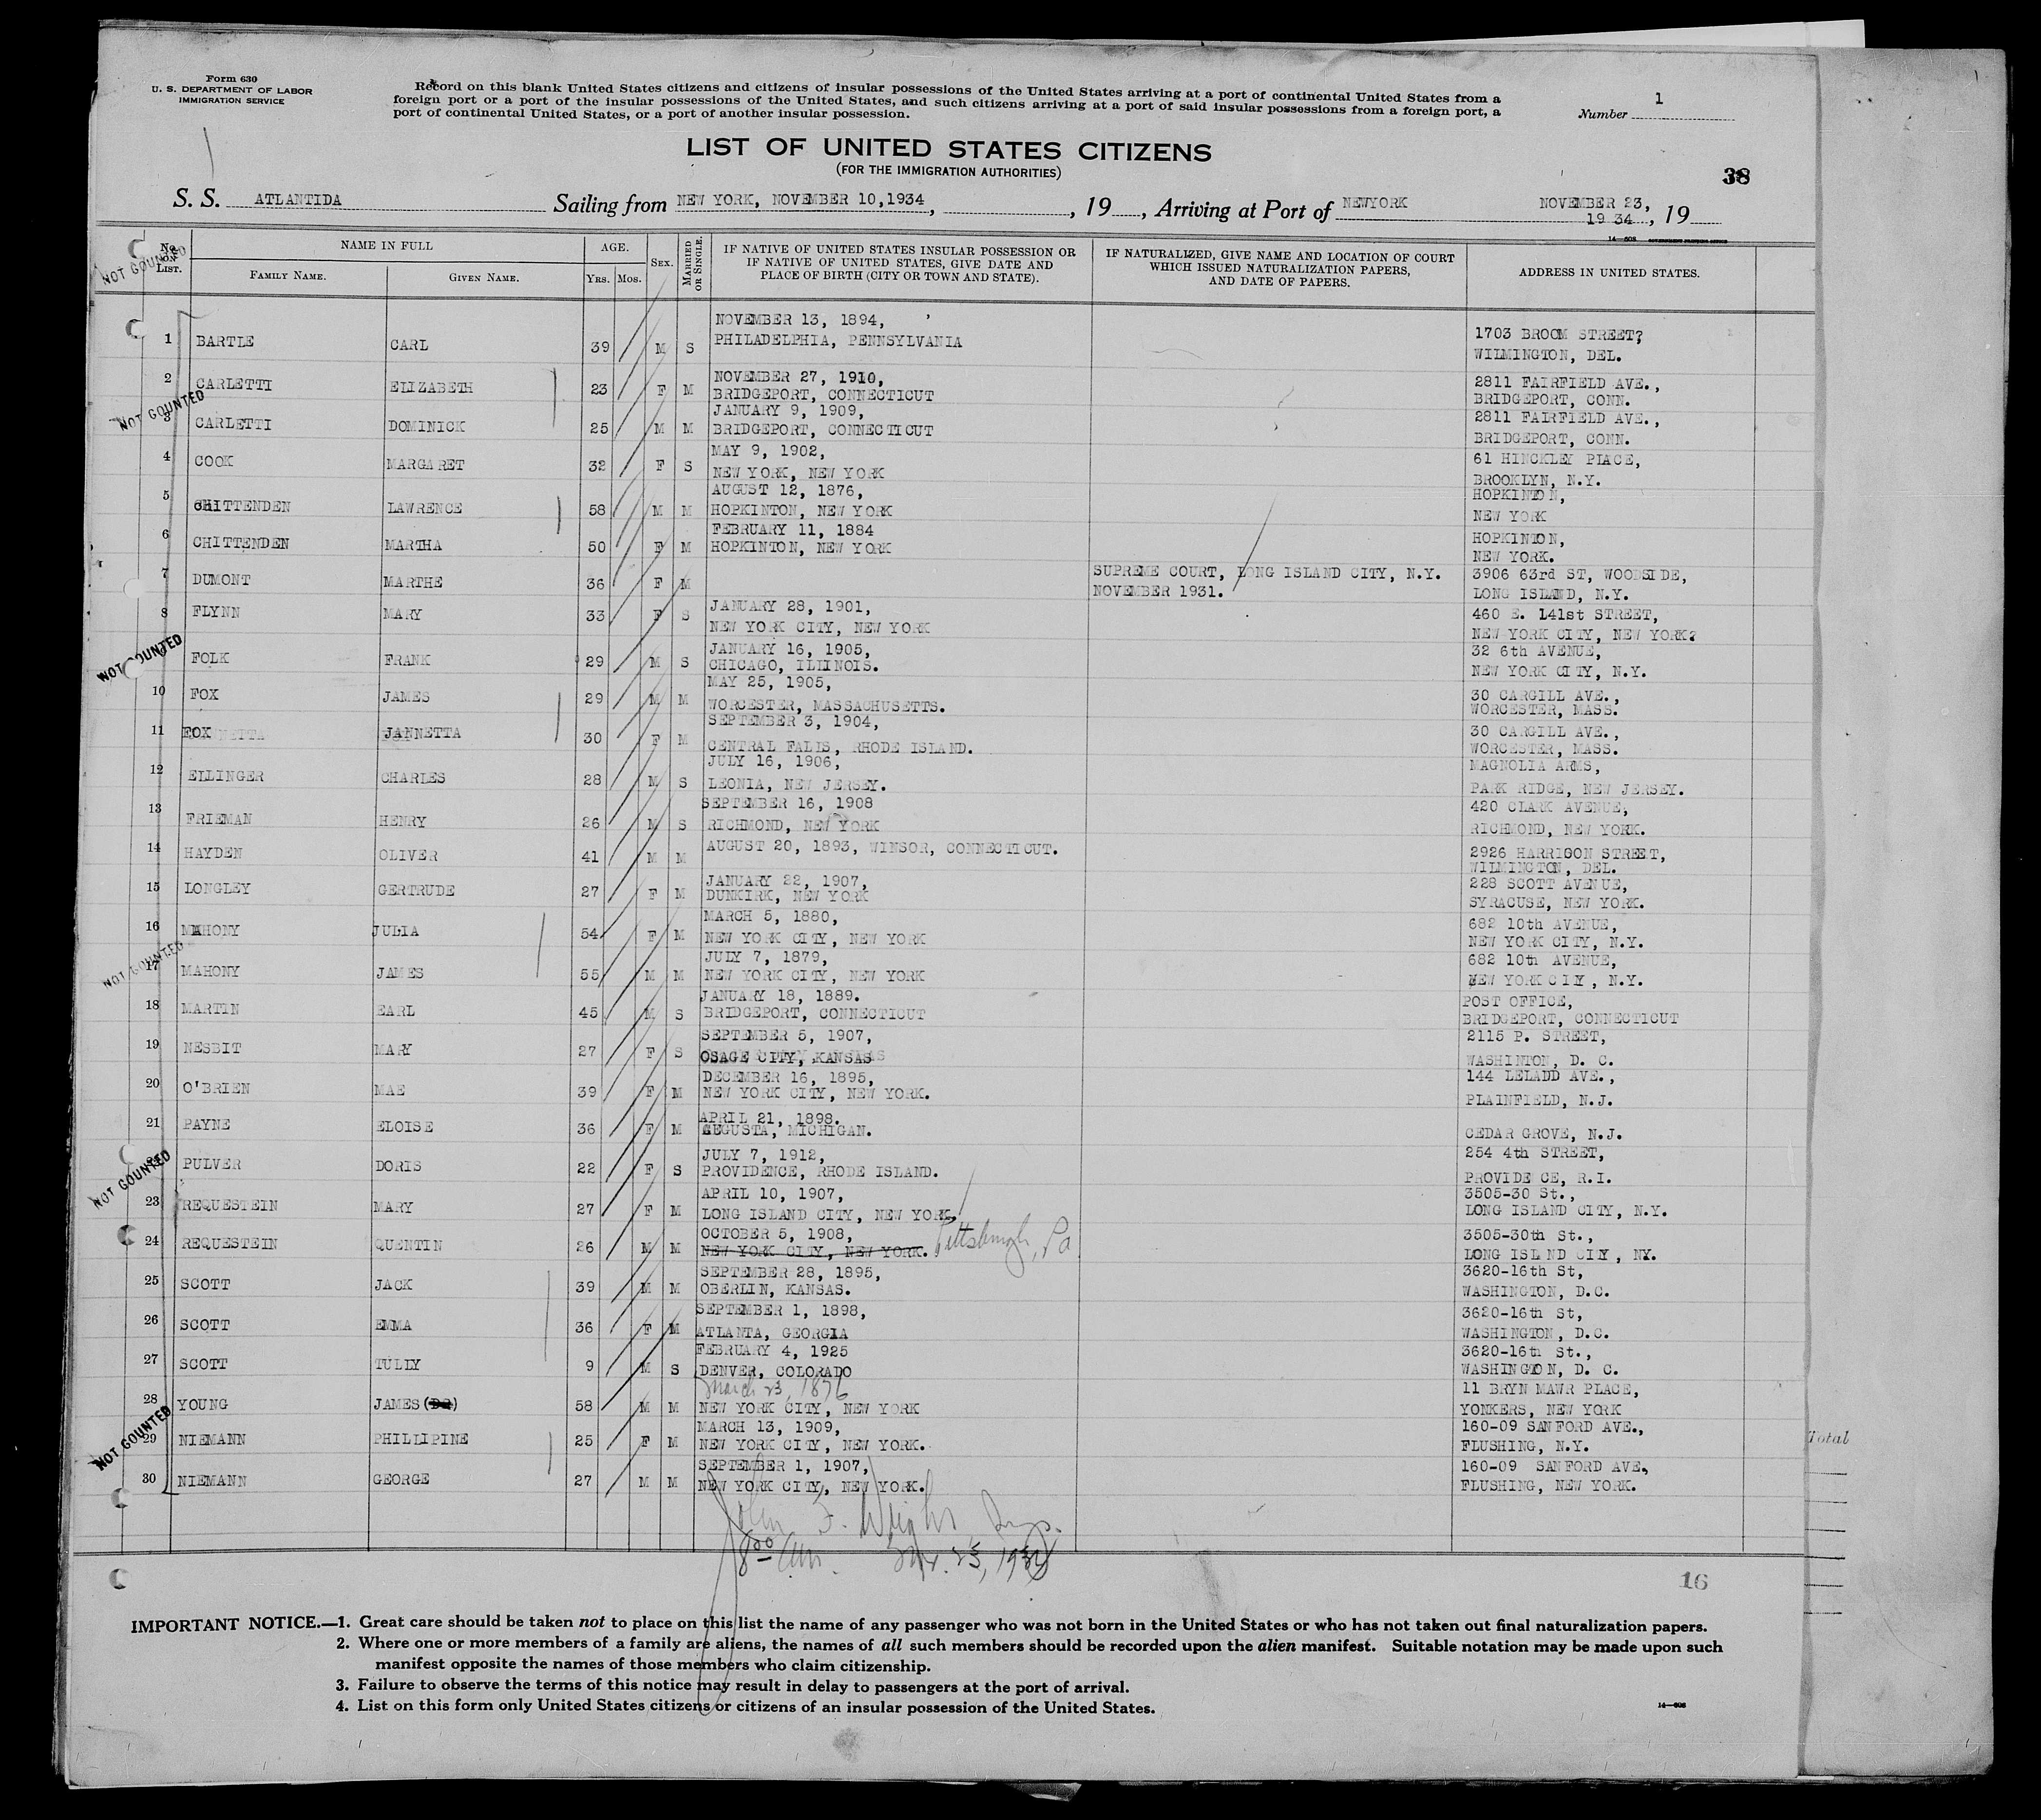 Form 630
U. S. DEPARTMENT OF LABOR
IMMIGRATION SERVICE
Record on this blank United States citizens and citizens of insular possessions of the United States arriving at a port of continental United States from a
foreign port or a port of the insular possessions of the United States, and such citizens arriving at a port of said insular possessions from a foreign port, a
port of continental United States, or a port of another insular possession.
Number 1
LIST OF UNITED STATES CITIZENS
(FOR THE IMMIGRATION AUTHORITIES)
38
S. S. ATLANTIDA Sailing from NEW YORK, NOVEMBER 10,1934, , 19 , Arriving at Port of NEWYORK NOVEMBER 23, 19 34, 19
14—508 GOVERNMENT PRINTING OFFICE
No. on List. NAME IN FULL AGE. Sex. Married or Single. IF NATIVE OF UNITED STATES INSULAR POSSESSION OR IF NATIVE OF UNITED STATES, GIVE DATE AND PLACE OF BIRTH (CITY OR TOWN AND STATE). IF NATURALIZED, GIVE NAME AND LOCATION OF COURT WHICH ISSUED NATURALIZATION PAPERS, AND DATE OF PAPERS. ADDRESS IN UNITED STATES.
FAMILY NAME. GIVEN NAME. Yrs. Mos.
NOT COUNTED
1 BARTLE CARL 39 M S NOVEMBER 13, 1894, PHILADELPHIA, PENNSYLVANIA 1703 BROOM STREET? WILMINGTON, DEL.
2 CARLETTI ELIZABETH 23 F M NOVEMBER 27, 1910, BRIDGEPORT, CONNECTICUT 2811 FAIRFIELD AVE., BRIDGEPORT, CONN.
NOT COUNTED
3 CARLETTI DOMINICK 25 M M JANUARY 9, 1909, BRIDGEPORT, CONNECTICUT 2811 FAIRFIELD AVE., BRIDGEPORT, CONN.
4 COOK MARGARET 32 F S MAY 9, 1902, NEW YORK, NEW YORK 61 HINCKLEY PLACE, BROOKLYN, N.Y.
5 CHITTENDEN LAWRENCE 58 M M AUGUST 12, 1876, HOPKINTON, NEW YORK HOPKINTON, NEW YORK
6 CHITTENDEN MARTHA 50 F M FEBRUARY 11, 1884 HOPKINTON, NEW YORK HOPKINTON, NEW YORK.
7 DUMONT MARTHE 36 F M SUPREME COURT, LONG ISLAND CITY, N.Y. NOVEMBER 1931. 3906 63rd ST, WOODSIDE, LONG ISLAND, N.Y.
8 FLYNN MARY 33 F S JANUARY 28, 1901, NEW YORK CITY, NEW YORK 460 E. 141st STREET, NEW YORK CITY, NEW YORK?
NOT COUNTED
FOLK FRANK 29 M S JANUARY 16, 1905, CHICAGO, ILLINOIS. 32 6th AVENUE, NEW YORK CITY, N.Y.
10 FOX JAMES 29 M M MAY 25, 1905, WORCESTER, MASSACHUSETTS. 30 CARGILL AVE., WORCESTER, MASS.
11 FOX JANNETTA 30 F M SEPTEMBER 3, 1904, CENTRAL FALLS, RHODE ISLAND. 30 CARGILL AVE., WORCESTER, MASS.
12 ELLINGER CHARLES 28 M S JULY 16, 1906, LEONIA, NEW JERSEY. MAGNOLIA ARMS, PARK RIDGE, NEW JERSEY.
13 FRIEMAN HENRY 26 M S SEPTEMBER 16, 1908 RICHMOND, NEW YORK 420 CLARK AVENUE, RICHMOND, NEW YORK.
14 HAYDEN OLIVER 41 M M AUGUST 20, 1893, WINSOR, CONNECTICUT. 2926 HARRISON STREET, WILMINGTON, DEL.
15 LONGLEY GERTRUDE 27 F M JANUARY 22, 1907, DUNKIRK, NEW YORK 228 SCOTT AVENUE, SYRACUSE, NEW YORK.
16 MAHONY JULIA 54 F M MARCH 5, 1880, NEW YORK CITY, NEW YORK 682 10th AVENUE, NEW YORK CITY, N.Y.
NOT COUNTED
17 MAHONY JAMES 55 M M JULY 7, 1879, NEW YORK CITY, NEW YORK 682 10th AVENUE, NEW YORK CIY, N.Y.
18 MARTIN EARL 45 M S JANUARY 18, 1889. BRIDGEPORT, CONNECTICUT POST OFFICE, BRIDGEPORT, CONNECTICUT
19 NESBIT MARY 27 F S SEPTEMBER 5, 1907, OSAGE CITY, KANSAS 2115 P. STREET, WASHINTON, D. C.
20 O'BRIEN MAE 39 F M DECEMBER 16, 1895, NEW YORK CITY, NEW YORK. 144 LELADD AVE., PLAINFIELD, N.J.
21 PAYNE ELOISE 36 F M APRIL 21, 1898. AUGUSTA, MICHIGAN. CEDAR GROVE, N.J.
NOT COUNTED
PULVER DORIS 22 F S JULY 7, 1912, PROVIDENCE, RHODE ISLAND. 254 4th STREET, PROVIDE CE, R.I.
23 REQUESTEIN MARY 27 F M APRIL 10, 1907, LONG ISLAND CITY, NEW YORK, 3505-30 St., LONG ISLAND CITY, N.Y.
24 REQUESTEIN QUENTIN 26 M M OCTOBER 5, 1908, NEW YORK CITY, NEW YORK. Pittsburgh, Pa 3505-30th St., LONG ISL ND CIY, NY.
25 SCOTT JACK 39 M M SEPTEMBER 28, 1895, OBERLIN, KANSAS. 3620-16th St, WASHINGTON, D.C.
26 SCOTT EMMA 36 F M SEPTEMBER 1, 1898, ATLANTA, GEORGIA 3620-16th St, WASHINGTON, D.C.
27 SCOTT TULLY 9 M S FEBRUARY 4, 1925 DENVER, COLORADO 3620-16th St., WASHINGTON, D. C.
28 YOUNG JAMES (DR) 58 M M March 23, 1876 NEW YORK CITY, NEW YORK 11 BRYN MAWR PLACE, YONKERS, NEW YORK
NOT COUNTED
29 NIEMANN PHILLIPINE 25 F M MARCH 13, 1909, NEW YORK CITY, NEW YORK. 160-09 SANFORD AVE., FLUSHING, N.Y.
30 NIEMANN GEORGE 27 M M SEPTEMBER 1, 1907, NEW YORK CITY, NEW YORK. 160-09 SANFORD AVE, FLUSHING, NEW YORK.
Total
John F. Wright Insp.
8 00 Am. Nov. 23, 1934
16
IMPORTANT NOTICE.—1. Great care should be taken not to place on this list the name of any passenger who was not born in the United States or who has not taken out final naturalization papers.
2. Where one or more members of a family are aliens, the names of all such members should be recorded upon the alien manifest. Suitable notation may be made upon such
manifest opposite the names of those members who claim citizenship.
3. Failure to observe the terms of this notice may result in delay to passengers at the port of arrival.
4. List on this form only United States citizens or citizens of an insular possession of the United States.
14—508